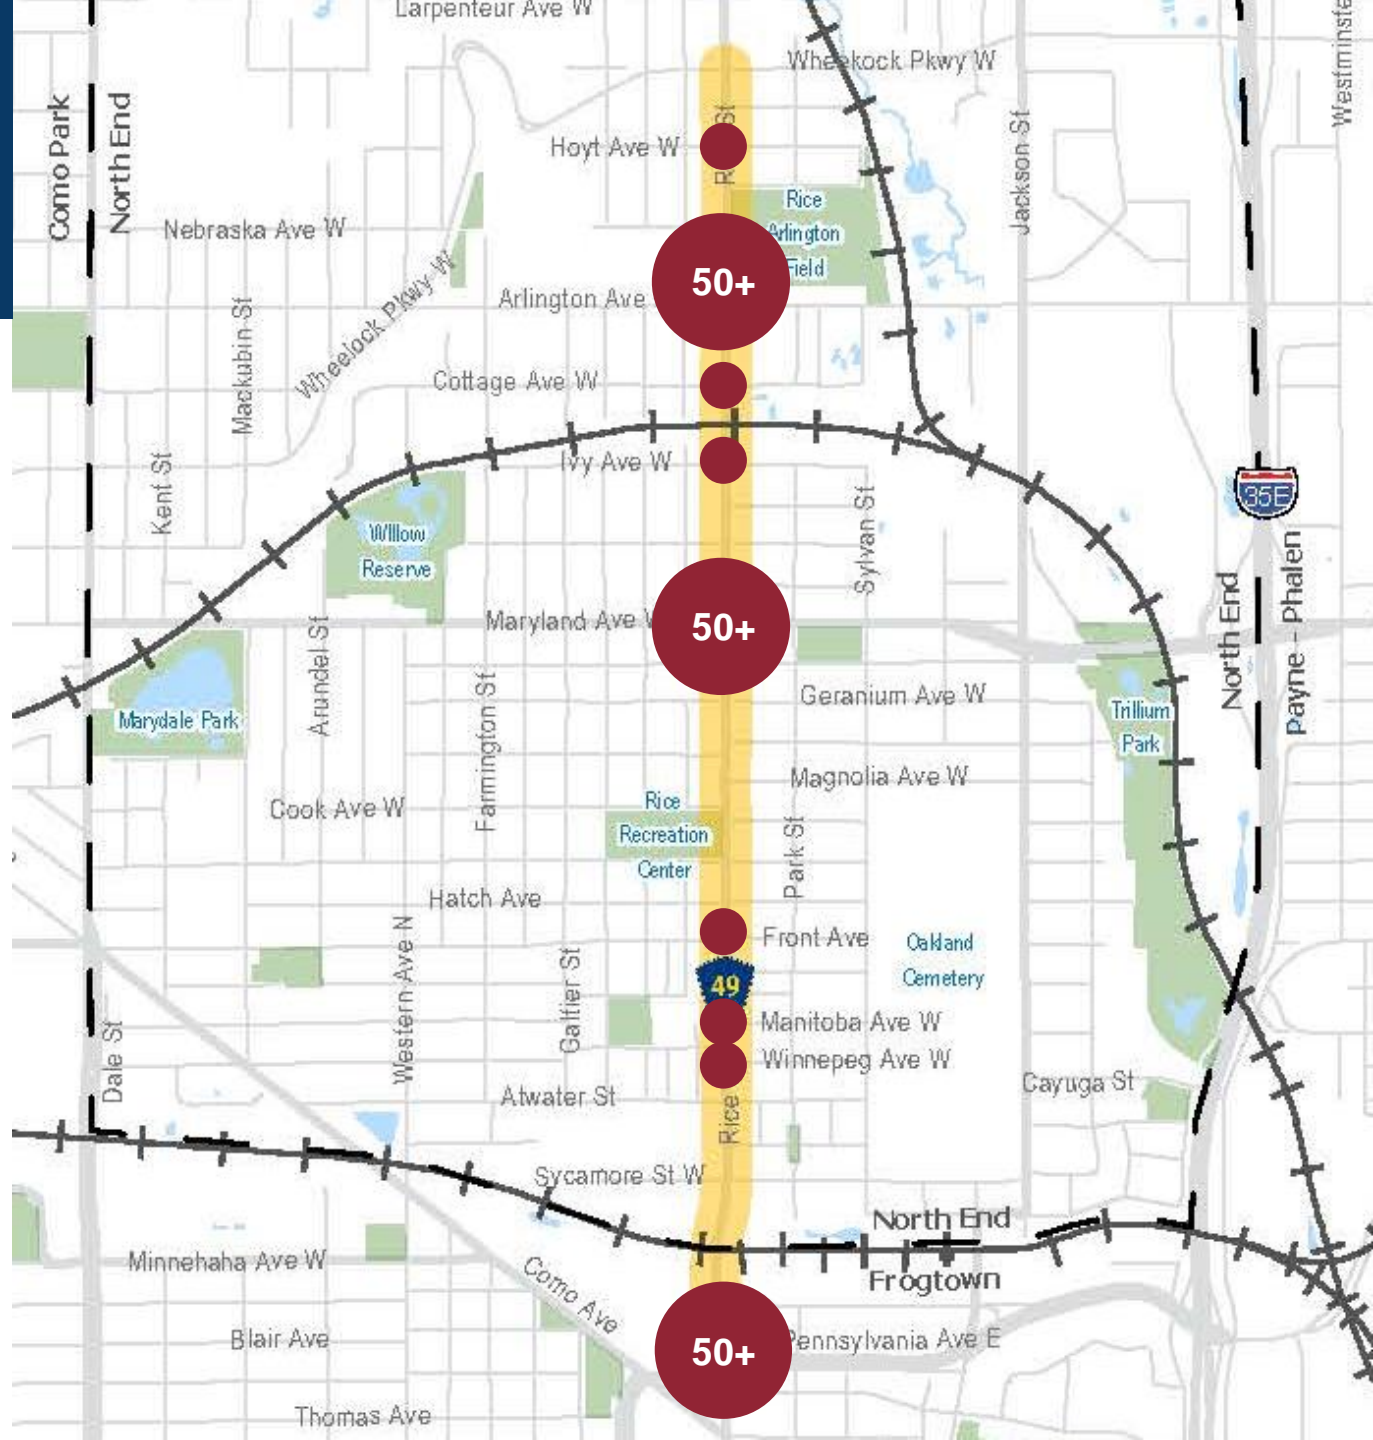 Larpenteur Ave W
Wheelock Pkwy W
Westminste
Como Park
North End
Hoyt Ave W
Jackson St
Rice
Arlington
Field
Nebraska Ave W
Wheelock Pkwy W
Arlington Ave
50+
Mackubin St
Cottage Ave W
Ivy Ave W
Kent St
35E
Sylvan St
Willow
Reserve
Maryland Ave
50+
North End
Payne - Phalen
Arundel St
Farmington St
Geranium Ave W
Marydale Park
Trillium
Park
Magnolia Ave W
Cook Ave W
Rice
Recreation
Center
Park St
Hatch Ave
Front Ave
Oakland
Cemetery
Western Ave N
Galtier St
49
Manitoba Ave W
Winnepeg Ave W
Dale St
Atwater St
Cayuga St
Rice
Sycamore St W
North End
Frogtown
Minnehaha Ave W
Como Ave
Blair Ave
50+
Pennsylvania Ave E
Thomas Ave